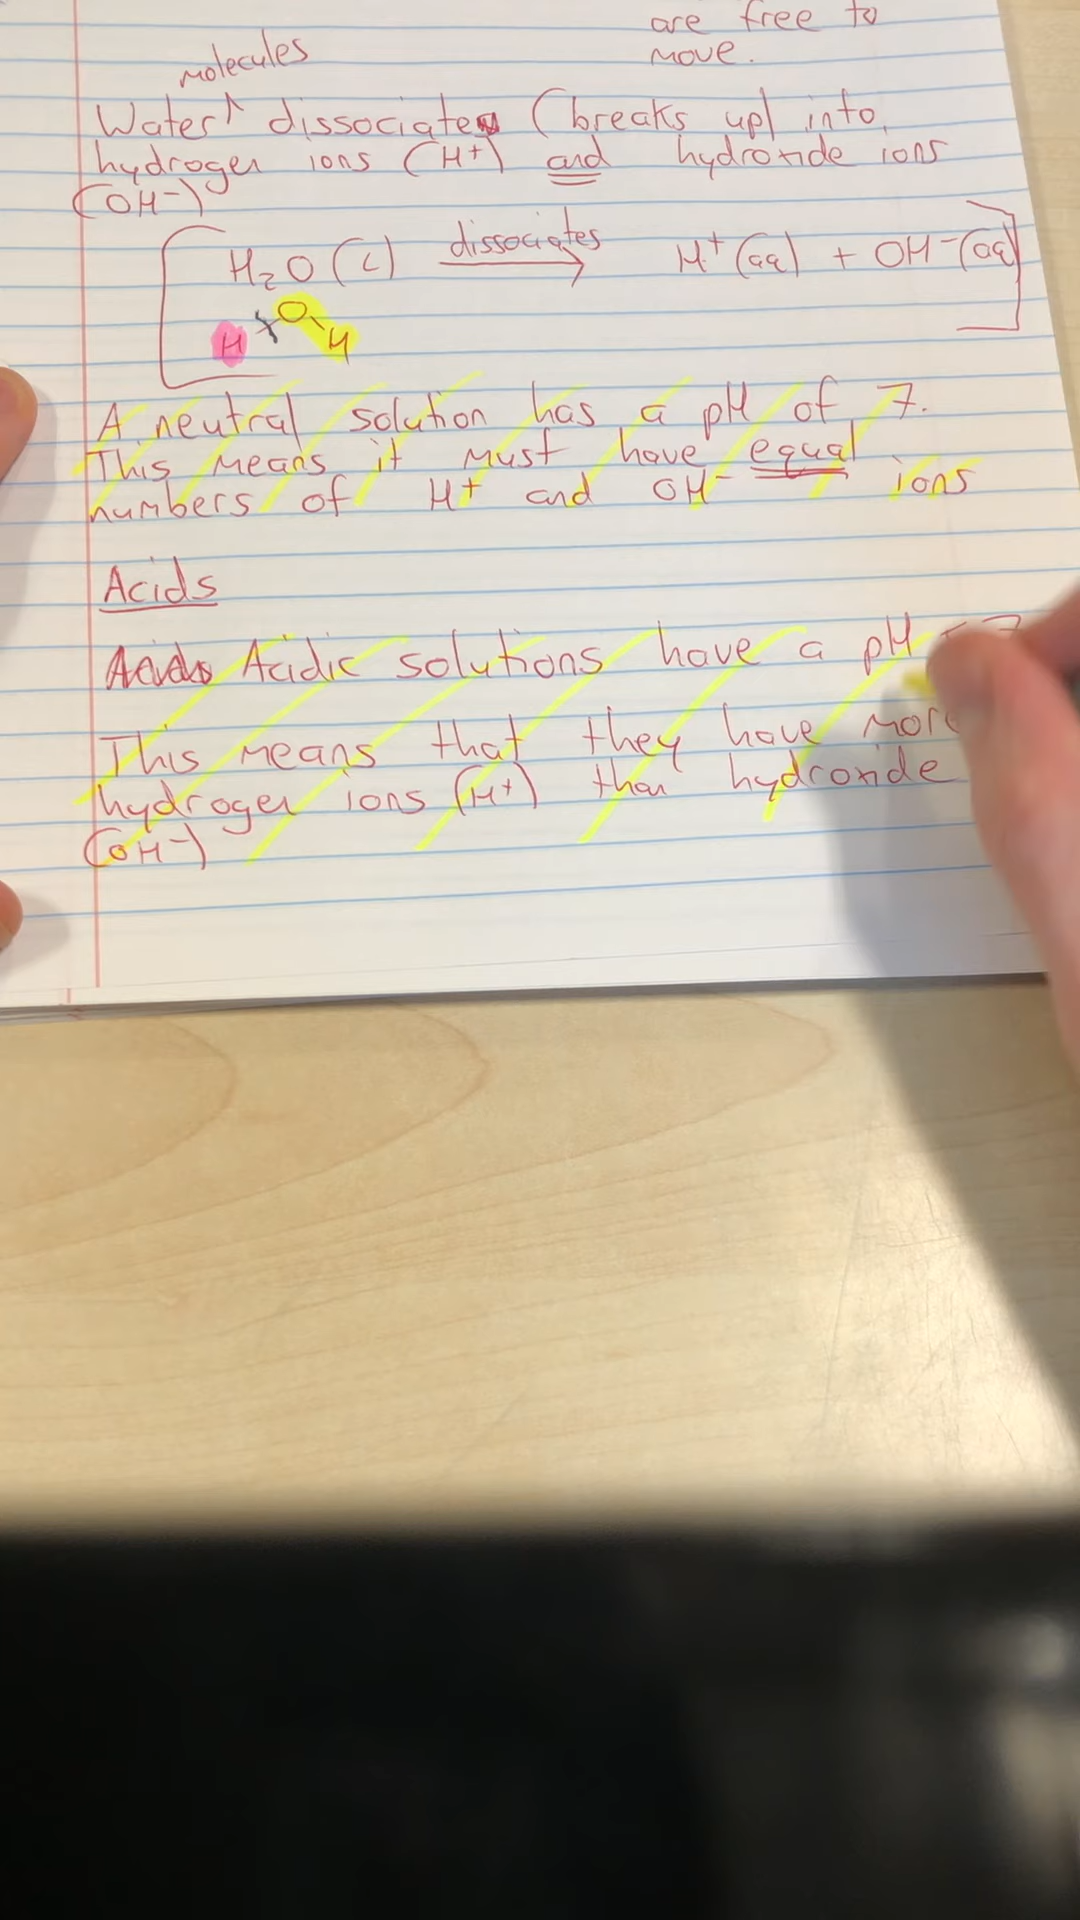 are free to
move.
molecules
Water ^ dissociate (breaks up) into
hydrogen ions (H+) and hydroxide ions
(OH-)
H2O (L) dissociates H+ (aq) + OH- (aq)
O
H H
A neutral solution has a pH of 7.
This means it must have equal
numbers of H+ and OH- ions
Acids
Acidic solutions have a pH < 7
This means that they have more
hydrogen ions (H+) than hydroxide
(OH-)